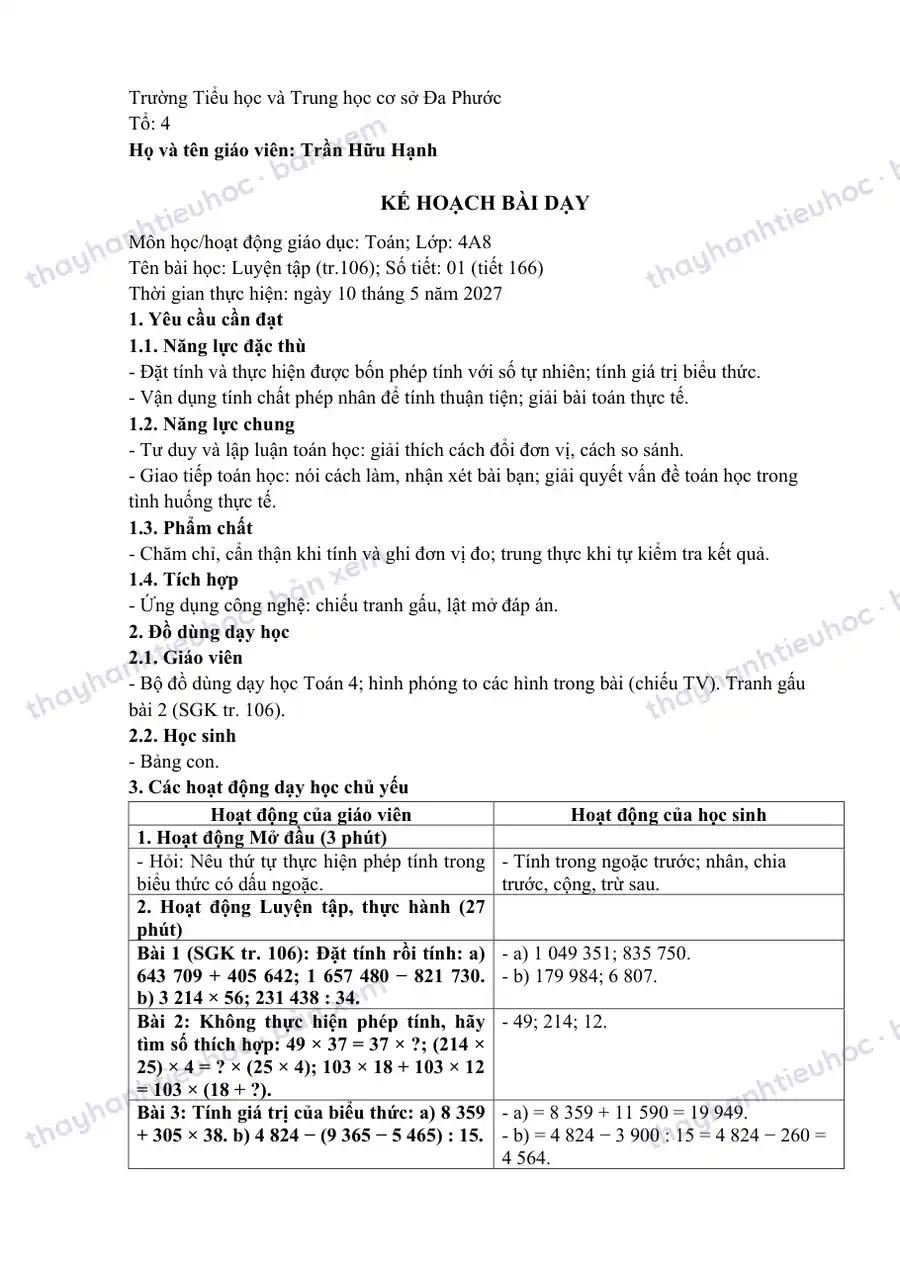 Trường Tiểu học và Trung học cơ sở Đa Phước
Tổ: 4
Họ và tên giáo viên: Trần Hữu Hạnh
KẾ HOẠCH BÀI DẠY
Môn học/hoạt động giáo dục: Toán; Lớp: 4A8
Tên bài học: Luyện tập (tr.106); Số tiết: 01 (tiết 166)
Thời gian thực hiện: ngày 10 tháng 5 năm 2027
1. Yêu cầu cần đạt
1.1. Năng lực đặc thù
- Đặt tính và thực hiện được bốn phép tính với số tự nhiên; tính giá trị biểu thức.
- Vận dụng tính chất phép nhân để tính thuận tiện; giải bài toán thực tế.
1.2. Năng lực chung
- Tư duy và lập luận toán học: giải thích cách đổi đơn vị, cách so sánh.
- Giao tiếp toán học: nói cách làm, nhận xét bài bạn; giải quyết vấn đề toán học trong
tình huống thực tế.
1.3. Phẩm chất
- Chăm chỉ, cẩn thận khi tính và ghi đơn vị đo; trung thực khi tự kiểm tra kết quả.
1.4. Tích hợp
- Ứng dụng công nghệ: chiếu tranh gấu, lật mở đáp án.
2. Đồ dùng dạy học
2.1. Giáo viên
- Bộ đồ dùng dạy học Toán 4; hình phóng to các hình trong bài (chiếu TV). Tranh gấu
bài 2 (SGK tr. 106).
2.2. Học sinh
- Bảng con.
3. Các hoạt động dạy học chủ yếu
Hoạt động của giáo viên
Hoạt động của học sinh
1. Hoạt động Mở đầu (3 phút)
- Hỏi: Nêu thứ tự thực hiện phép tính trong
biểu thức có dấu ngoặc.
- Tính trong ngoặc trước; nhân, chia
trước, cộng, trừ sau.
2. Hoạt động Luyện tập, thực hành (27
phút)
Bài 1 (SGK tr. 106): Đặt tính rồi tính: a)
643 709 + 405 642; 1 657 480 − 821 730.
b) 3 214 × 56; 231 438 : 34.
- a) 1 049 351; 835 750.
- b) 179 984; 6 807.
Bài 2: Không thực hiện phép tính, hãy
tìm số thích hợp: 49 × 37 = 37 × ?; (214 ×
25) × 4 = ? × (25 × 4); 103 × 18 + 103 × 12
= 103 × (18 + ?).
- 49; 214; 12.
Bài 3: Tính giá trị của biểu thức: a) 8 359
+ 305 × 38. b) 4 824 − (9 365 − 5 465) : 15.
- a) = 8 359 + 11 590 = 19 949.
- b) = 4 824 − 3 900 : 15 = 4 824 − 260 =
4 564.
thayhanhtieuhoc · bản xem
thayhanhtieuhoc · b
thayhanhtieuhoc · bản xem
thayhanhtieuhoc · b
thayhanhtieuhoc · bản xem
thayhanhtieuhoc · b